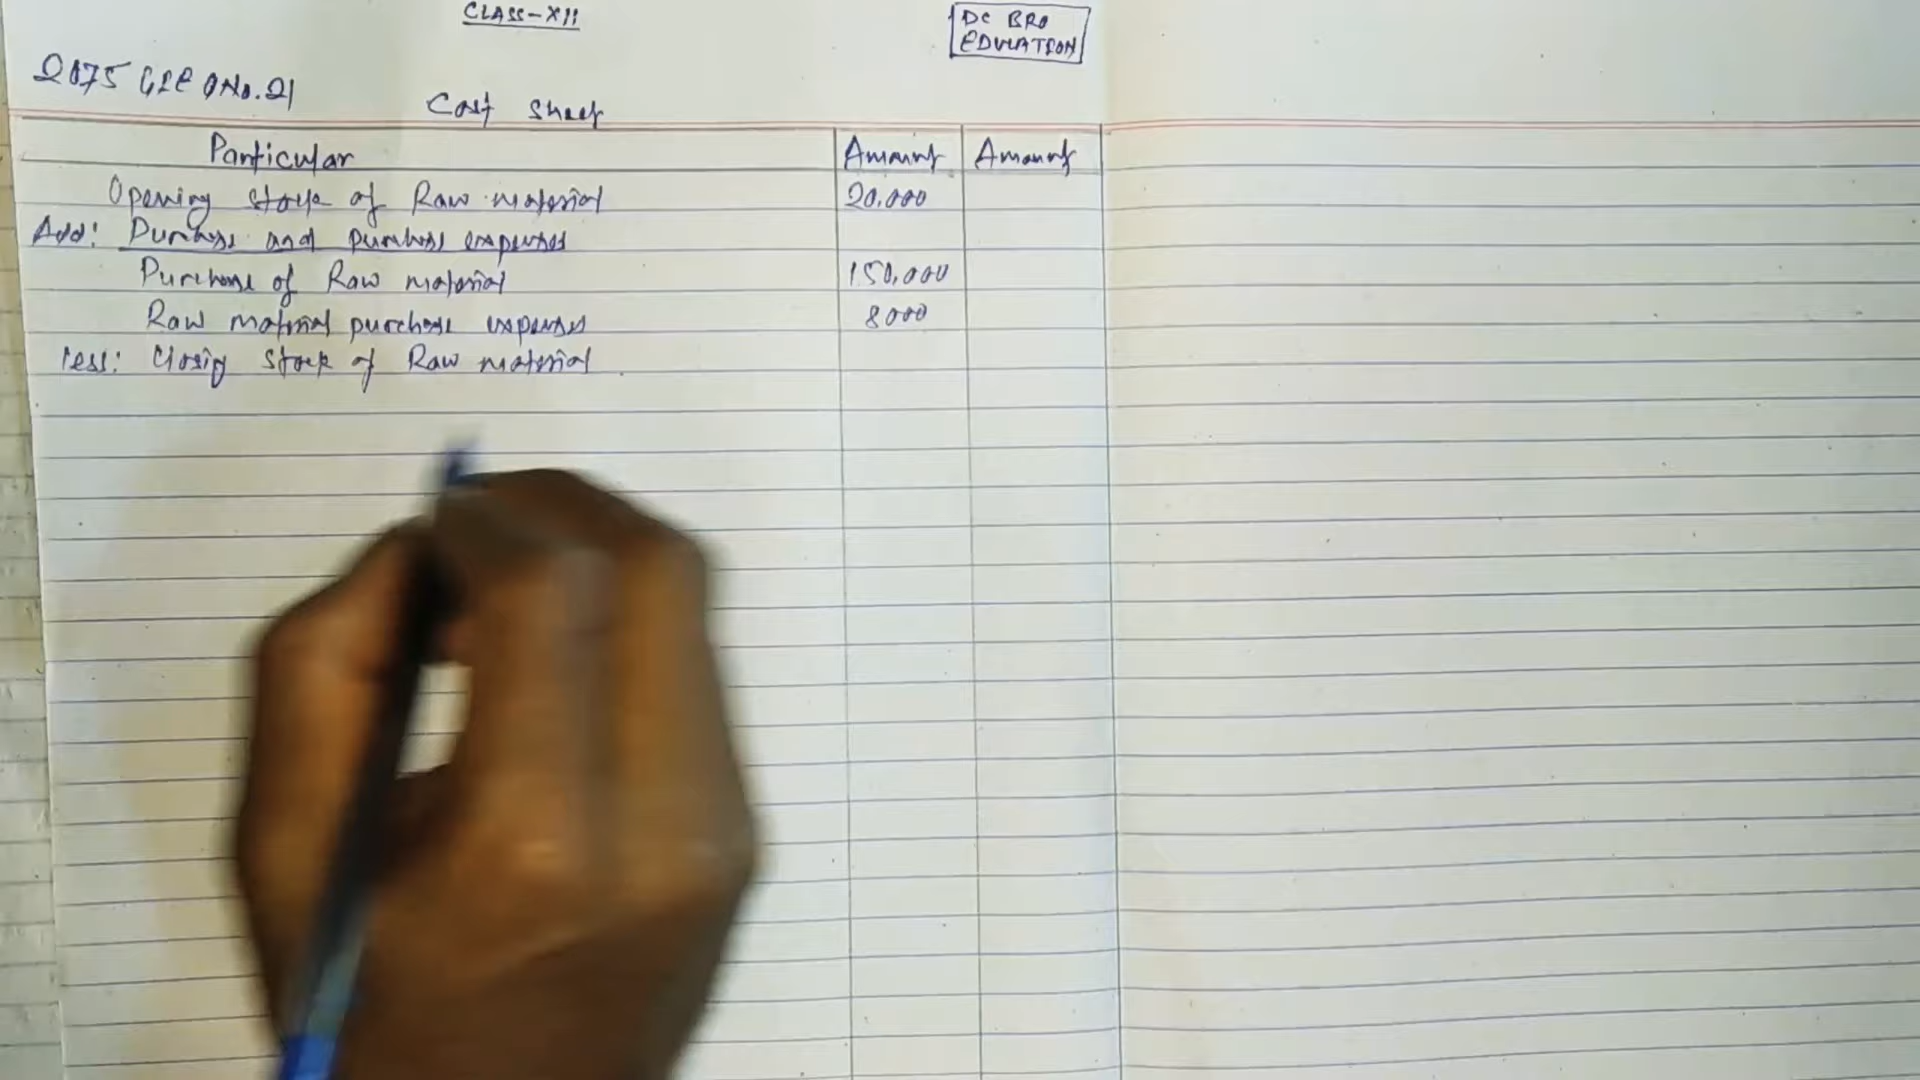 CLASS-XII
DC BRO
EDUCATION
2075 GIE QNo. 21
Cost Sheet
Particular Amount Amount
Opening stock of Raw material 20,000
Add: Purchase and purchase expenses
Purchase of Raw material 150,000
Raw material purchase expenses 8000
Less: Closig stock of Raw material